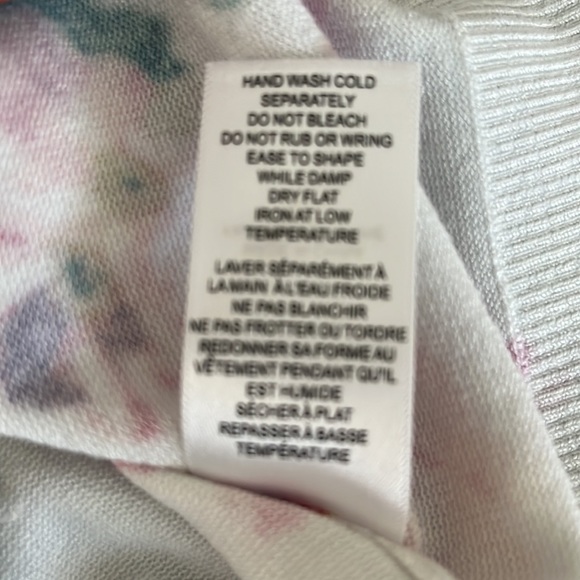 HAND WASH COLD
SEPARATELY
DO NOT BLEACH
DO NOT RUB OR WRING
EASE TO SHAPE
WHILE DAMP
DRY FLAT
IRON AT LOW
TEMPERATURE
LAVER SÉPARÉMENT À
LA MAIN À L'EAU FROIDE
NE PAS BLANCHIR
NE PAS FROTTER OU TORDRE
REDONNER SA FORME AU
VÊTEMENT PENDANT QU'IL
EST HUMIDE
SÉCHER À PLAT
REPASSER À BASSE
TEMPÉRATURE